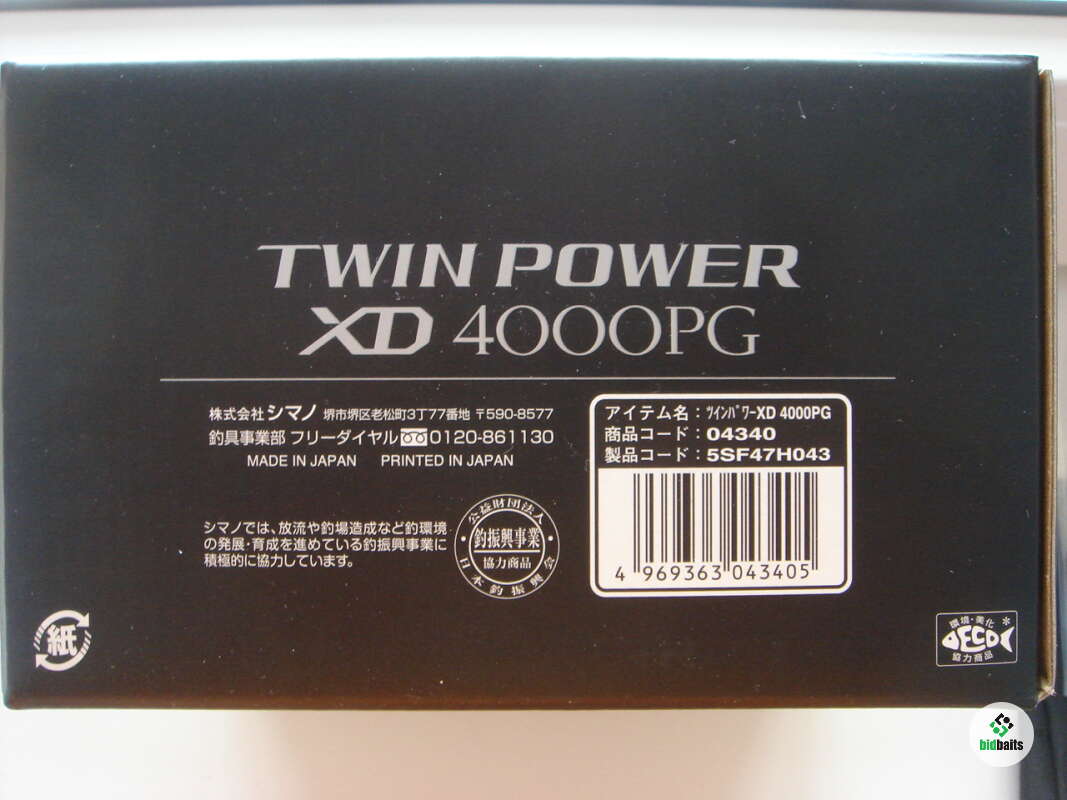 TWIN POWER
XD 4000PG
株式会社シマノ 堺市堺区老松町3丁77番地 〒590-8577
釣具事業部 フリーダイヤル 0120-861130
MADE IN JAPAN PRINTED IN JAPAN
アイテム名：ﾂｲﾝﾊﾟﾜｰXD 4000PG
商品コード：04340
製品コード：5SF47H043
4 969363 043405
シマノでは、放流や釣場造成など釣環境
の発展・育成を進めている釣振興事業に
積極的に協力しています。
公益財団法人
釣振興事業
協力商品
日本釣振興会
紙
環境・美化
ECO
協力商品
bidbaits